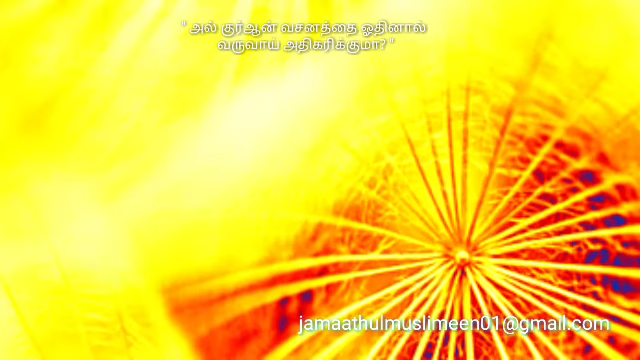 " அல் குர்ஆன் வசனத்தை ஓதினால்
வருவாய் அதிகரிக்குமா? "
jamaathulmuslimeen01@gmail.com